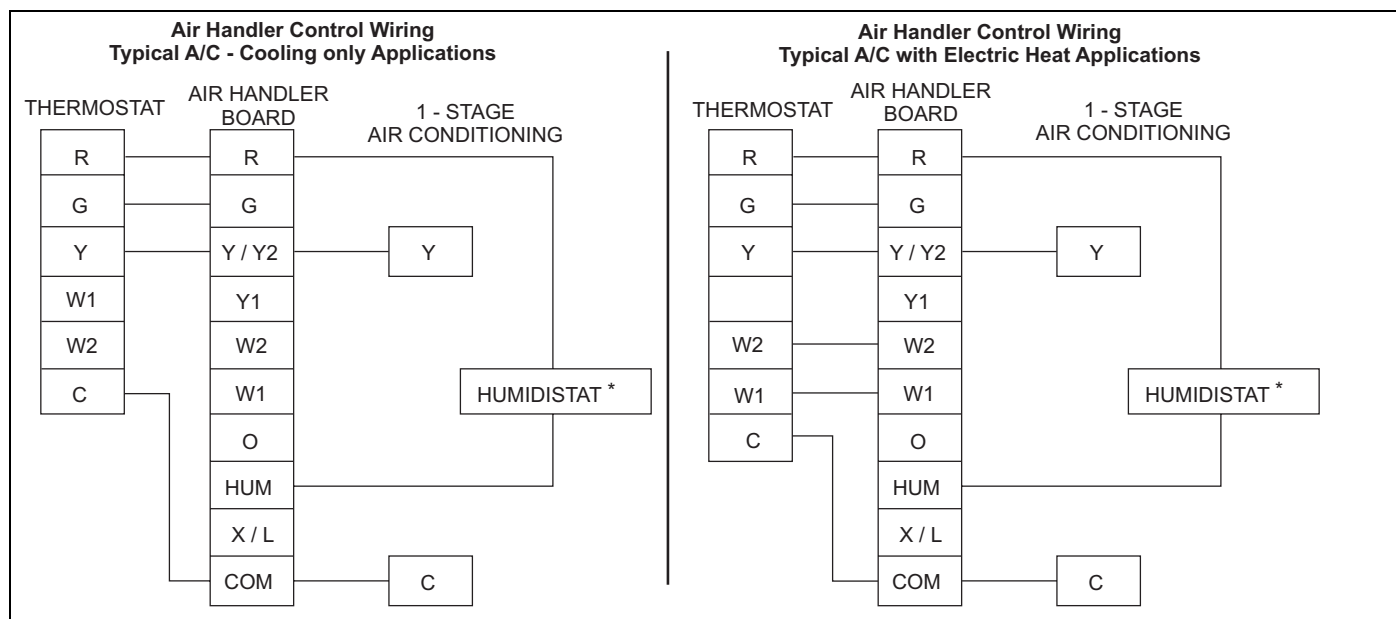 Air Handler Control Wiring
Typical A/C - Cooling only Applications
THERMOSTAT
AIR HANDLER
BOARD
1 - STAGE
AIR CONDITIONING
R
G
Y
W1
W2
C
R
G
Y / Y2
Y1
W2
W1
O
HUM
X / L
COM
Y
HUMIDISTAT *
C
Air Handler Control Wiring
Typical A/C with Electric Heat Applications
THERMOSTAT
AIR HANDLER
BOARD
1 - STAGE
AIR CONDITIONING
R
G
Y
W2
W1
C
R
G
Y / Y2
Y1
W2
W1
O
HUM
X / L
COM
Y
HUMIDISTAT *
C